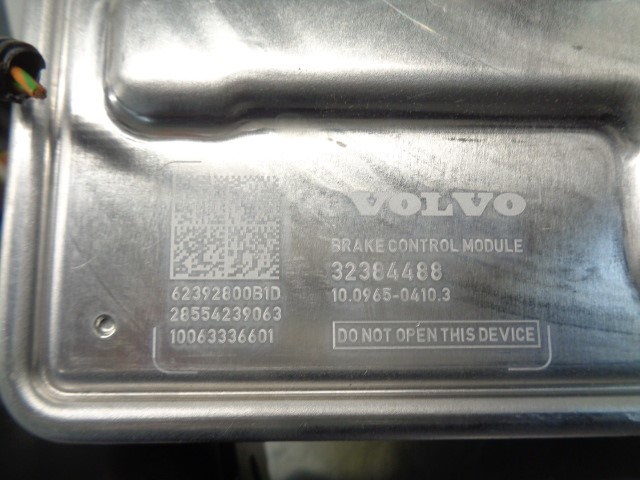 VOLVO
BRAKE CONTROL MODULE
32384488
10.0965-0410.3
DO NOT OPEN THIS DEVICE
62392800B1D
28554239063
10063336601